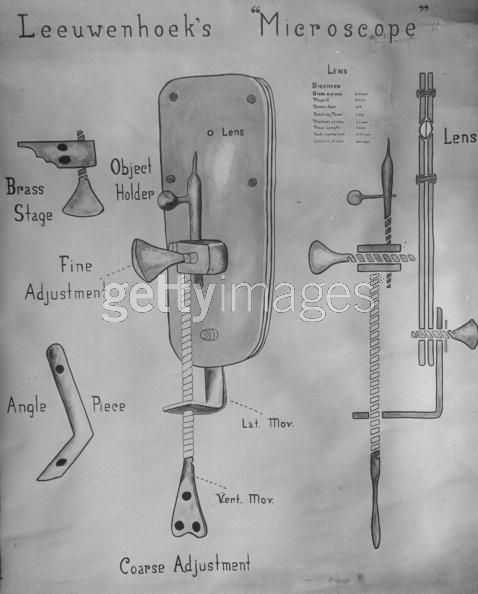 Leeuwenhoek's "Microscope"
LENS
Lens
Lens
Object
Holder
Brass
Stage
Fine
Adjustment
gettyimages
Angle Piece
Lat. Mov.
Vert. Mov.
Coarse Adjustment